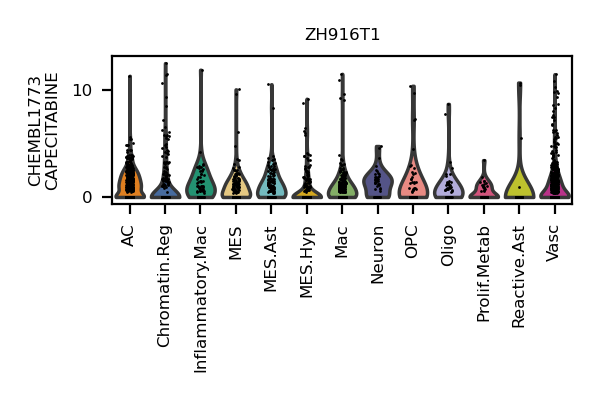 ZH916T1
CHEMBL1773
CAPECITABINE
10
0
AC
Chromatin.Reg
Inflammatory.Mac
MES
MES.Ast
MES.Hyp
Mac
Neuron
OPC
Oligo
Prolif.Metab
Reactive.Ast
Vasc